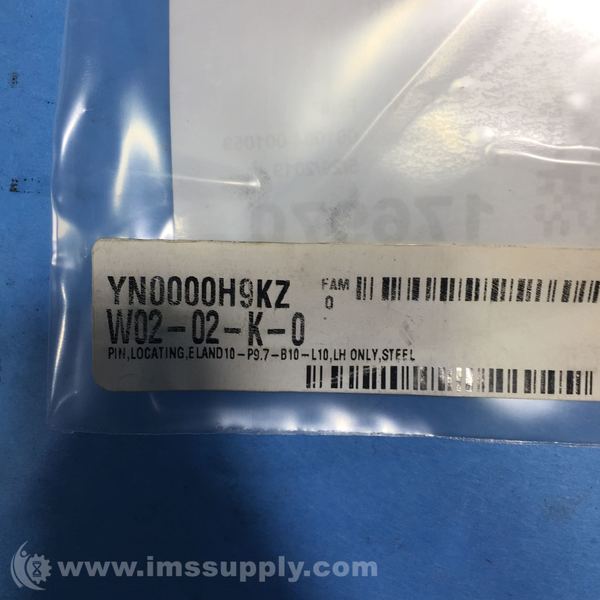 176970
YN0000H9KZ
FAM
0
W02-02-K-0
PIN,LOCATING,ELAND10-P9.7-B10-L10,LH ONLY,STEEL
www.imssupply.com